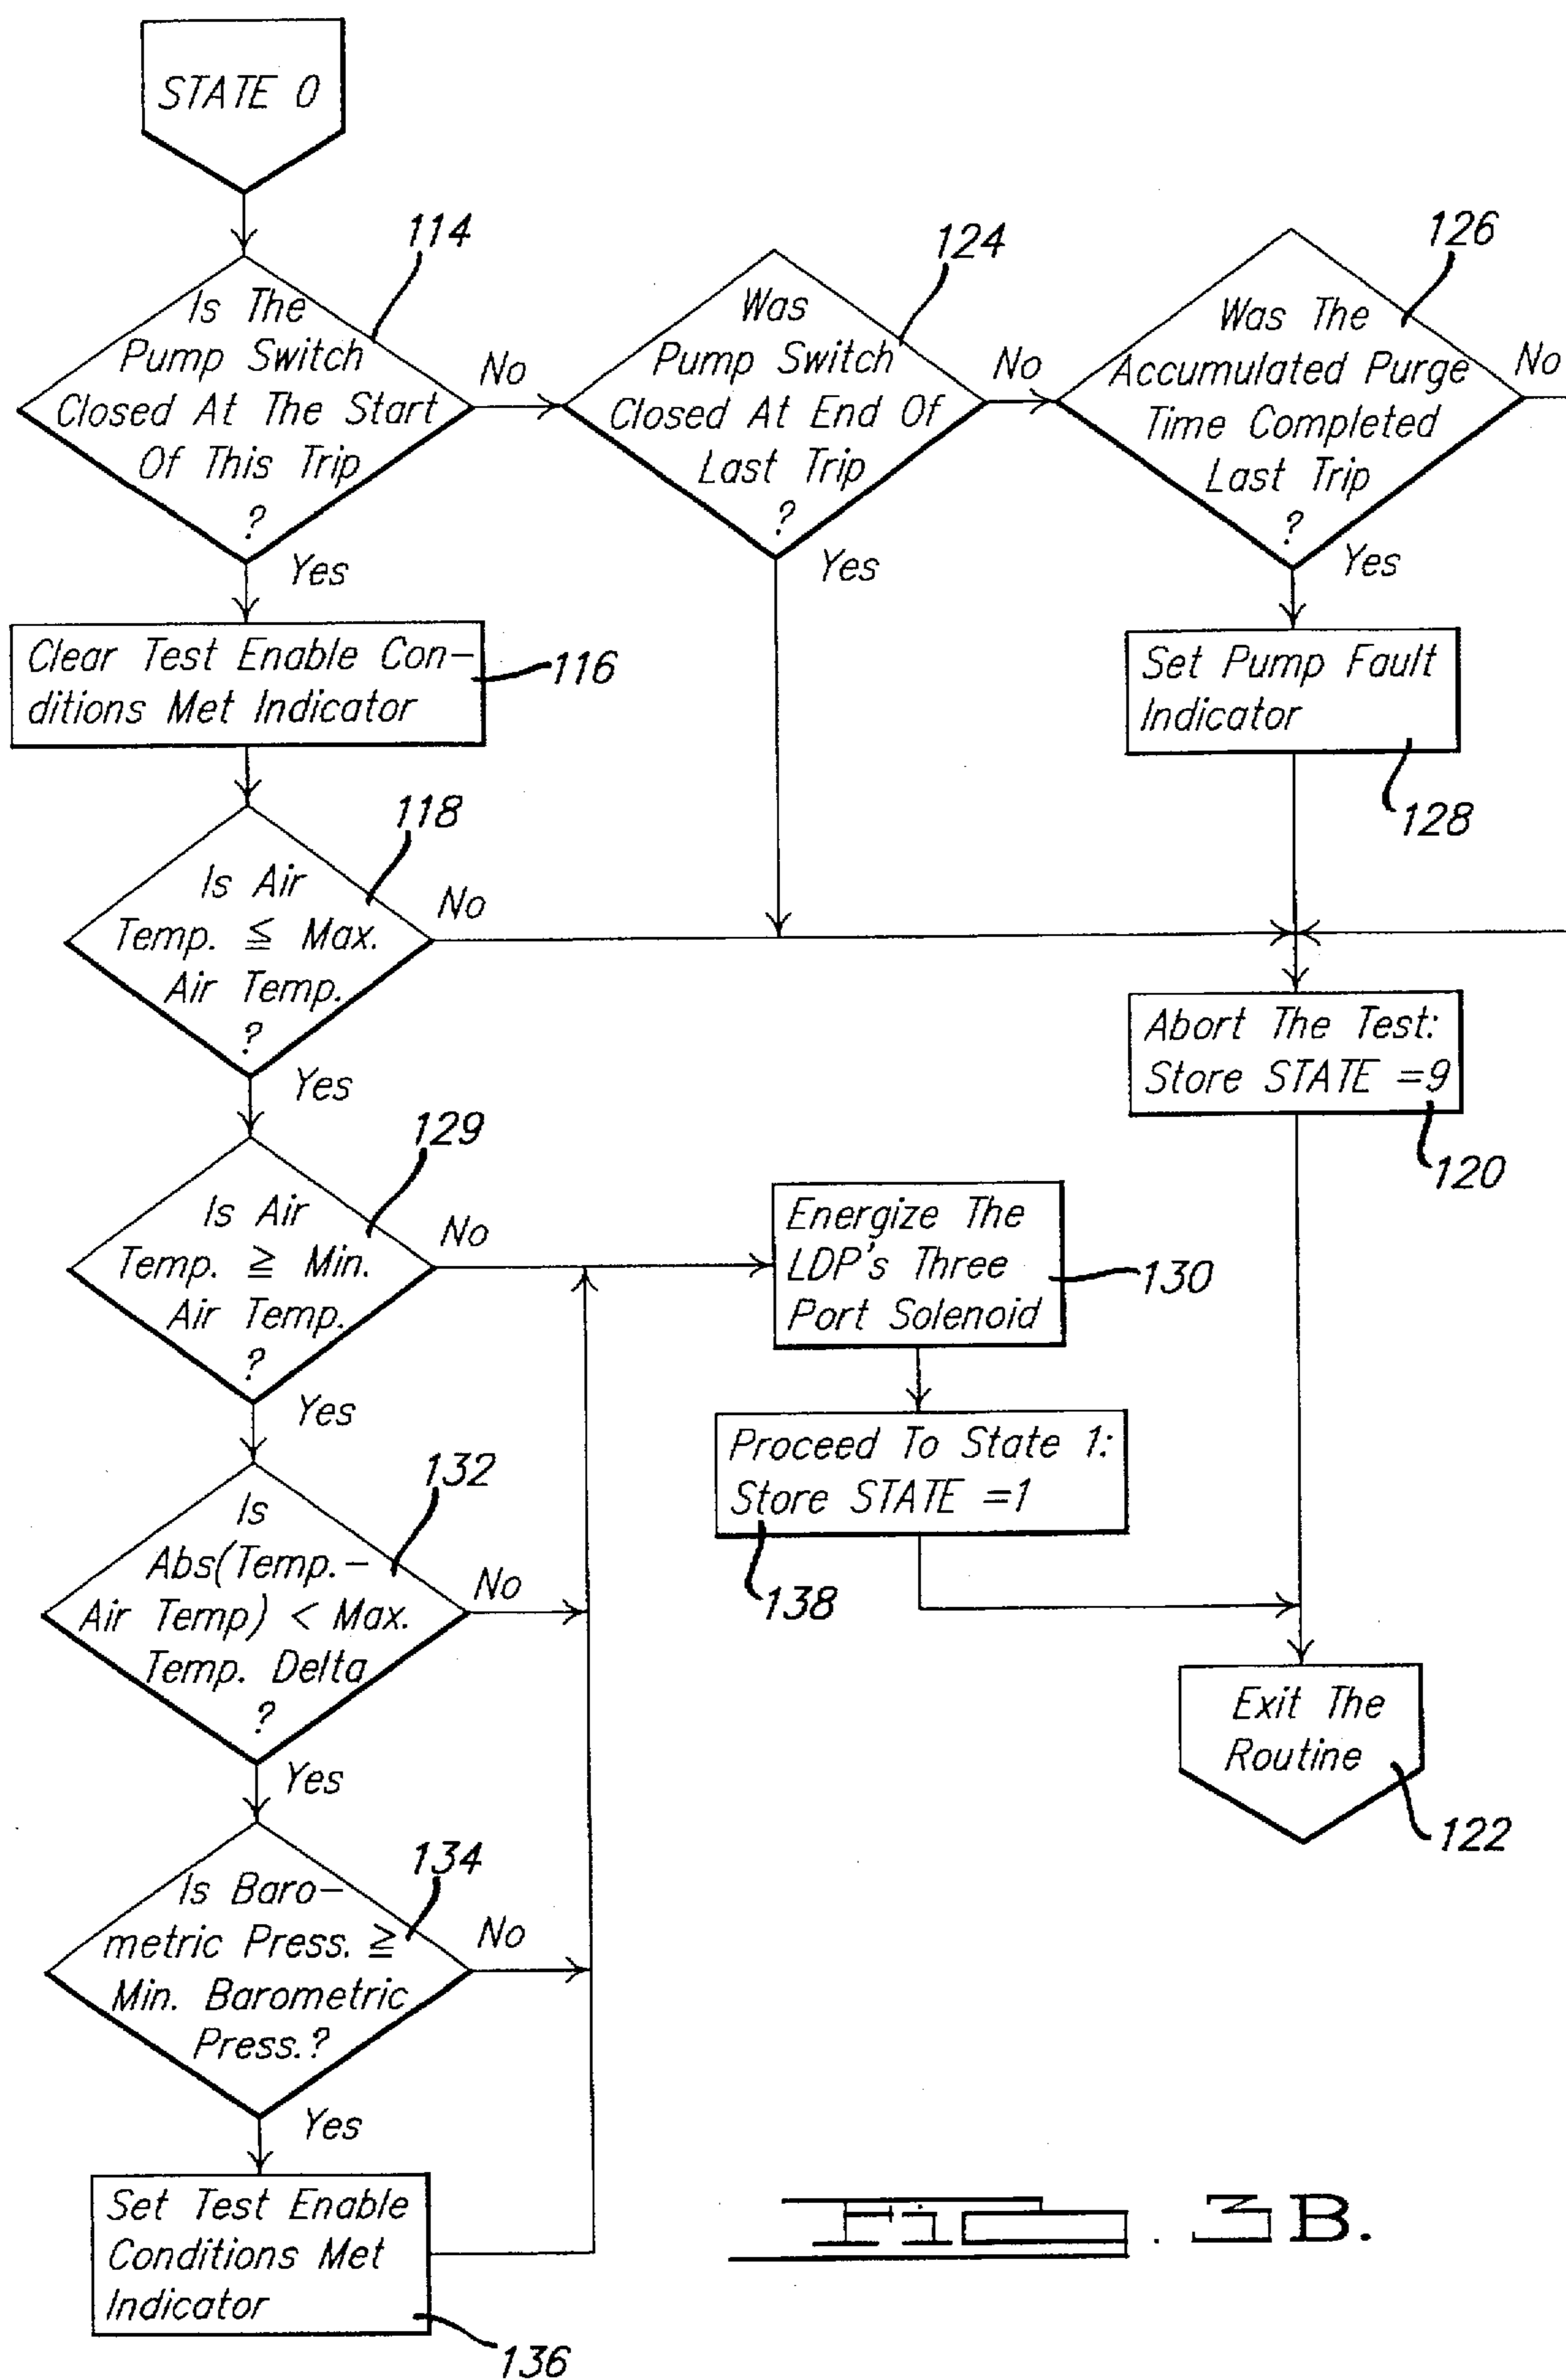 STATE 0
114
Is The
Pump Switch
Closed At The Start
Of This Trip
?
No
Yes
124
Was
Pump Switch
Closed At End Of
Last Trip
?
No
Yes
126
Was The
Accumulated Purge
Time Completed
Last Trip
?
No
Yes
Clear Test Enable Con-
ditions Met Indicator
116
Set Pump Fault
Indicator
128
118
Is Air
Temp. ≦ Max.
Air Temp.
?
No
Yes
Abort The Test:
Store STATE =9
120
129
Is Air
Temp. ≧ Min.
Air Temp.
?
No
Yes
Energize The
LDP's Three
Port Solenoid
130
132
Is
Abs(Temp.-
Air Temp) < Max.
Temp. Delta
?
No
Yes
Proceed To State 1:
Store STATE =1
138
Exit The
Routine
122
134
Is Baro-
metric Press. ≧
Min. Barometric
Press.?
No
Yes
Set Test Enable
Conditions Met
Indicator
136
FIG. 3B.